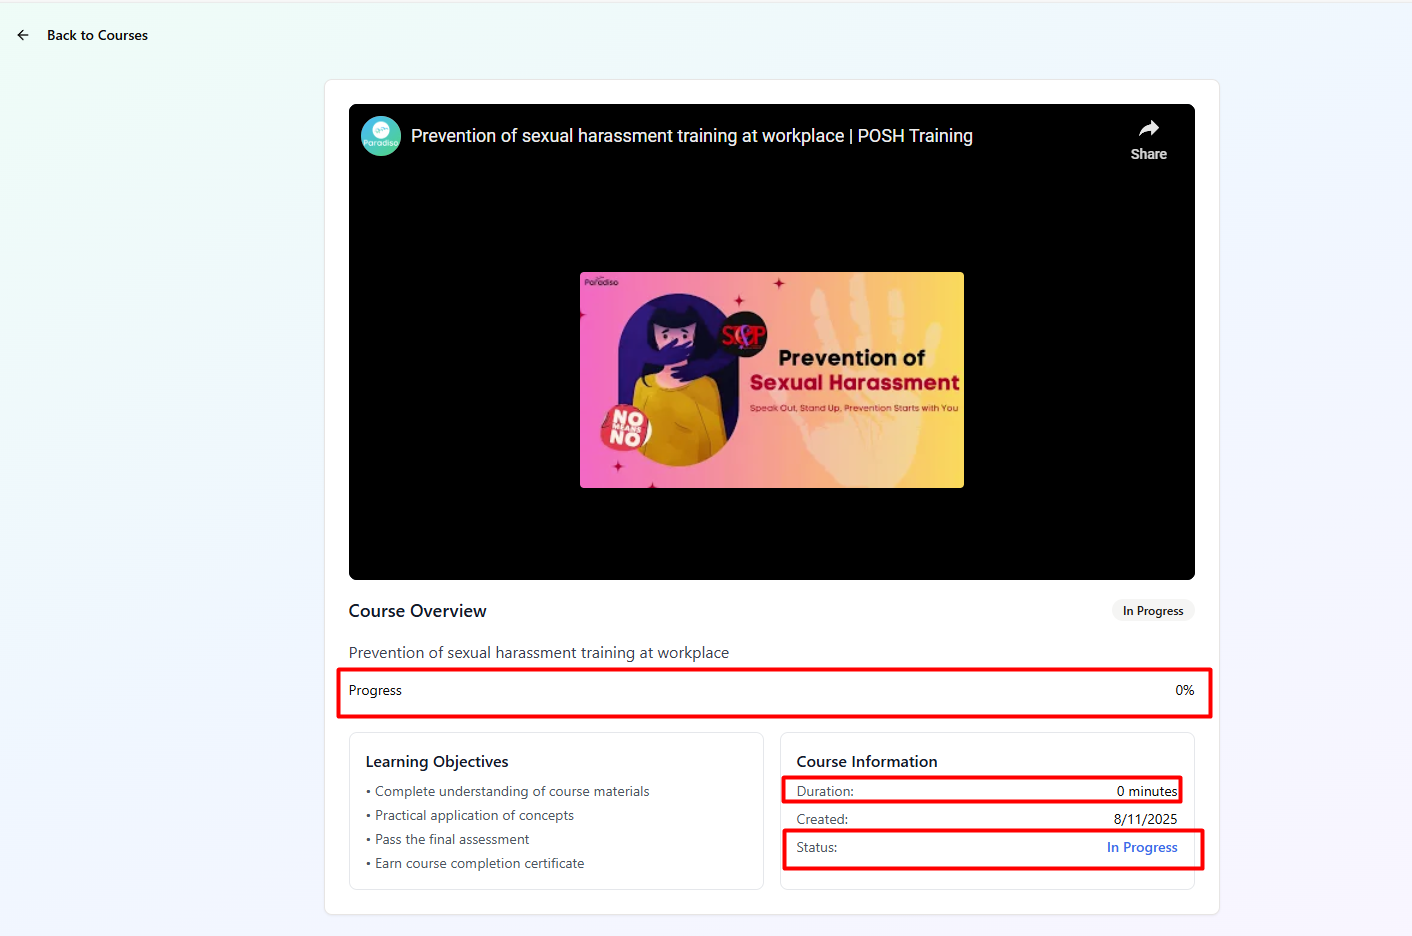 Back to Courses
Paradiso
Prevention of sexual harassment training at workplace | POSH Training
Share
Paradiso
STOP
Prevention of
Sexual Harassment
Speak Out, Stand Up, Prevention Starts with You
NO
MEANS
NO
Course Overview
In Progress
Prevention of sexual harassment training at workplace
Progress 0%
Learning Objectives
• Complete understanding of course materials
• Practical application of concepts
• Pass the final assessment
• Earn course completion certificate
Course Information
Duration: 0 minutes
Created: 8/11/2025
Status: In Progress